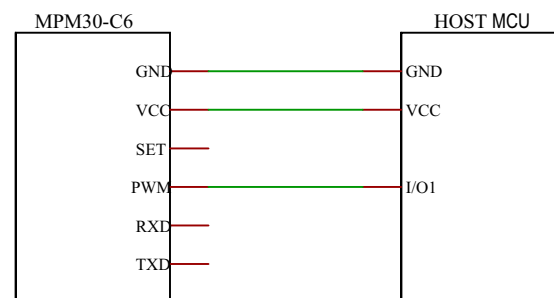 MPM30-C6 HOST MCU
GND GND
VCC VCC
SET
PWM I/O1
RXD
TXD